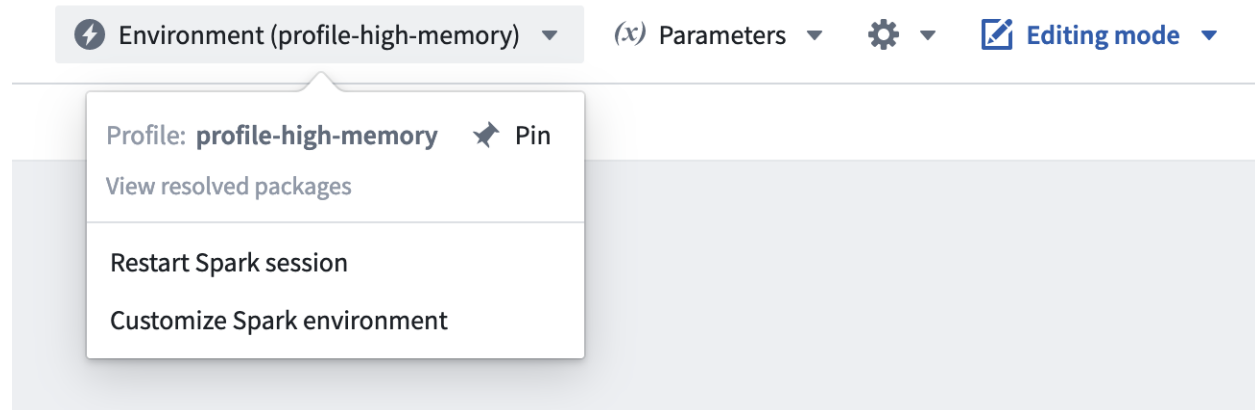 Environment (profile-high-memory)
(x) Parameters
Editing mode
Profile: profile-high-memory
Pin
View resolved packages
Restart Spark session
Customize Spark environment